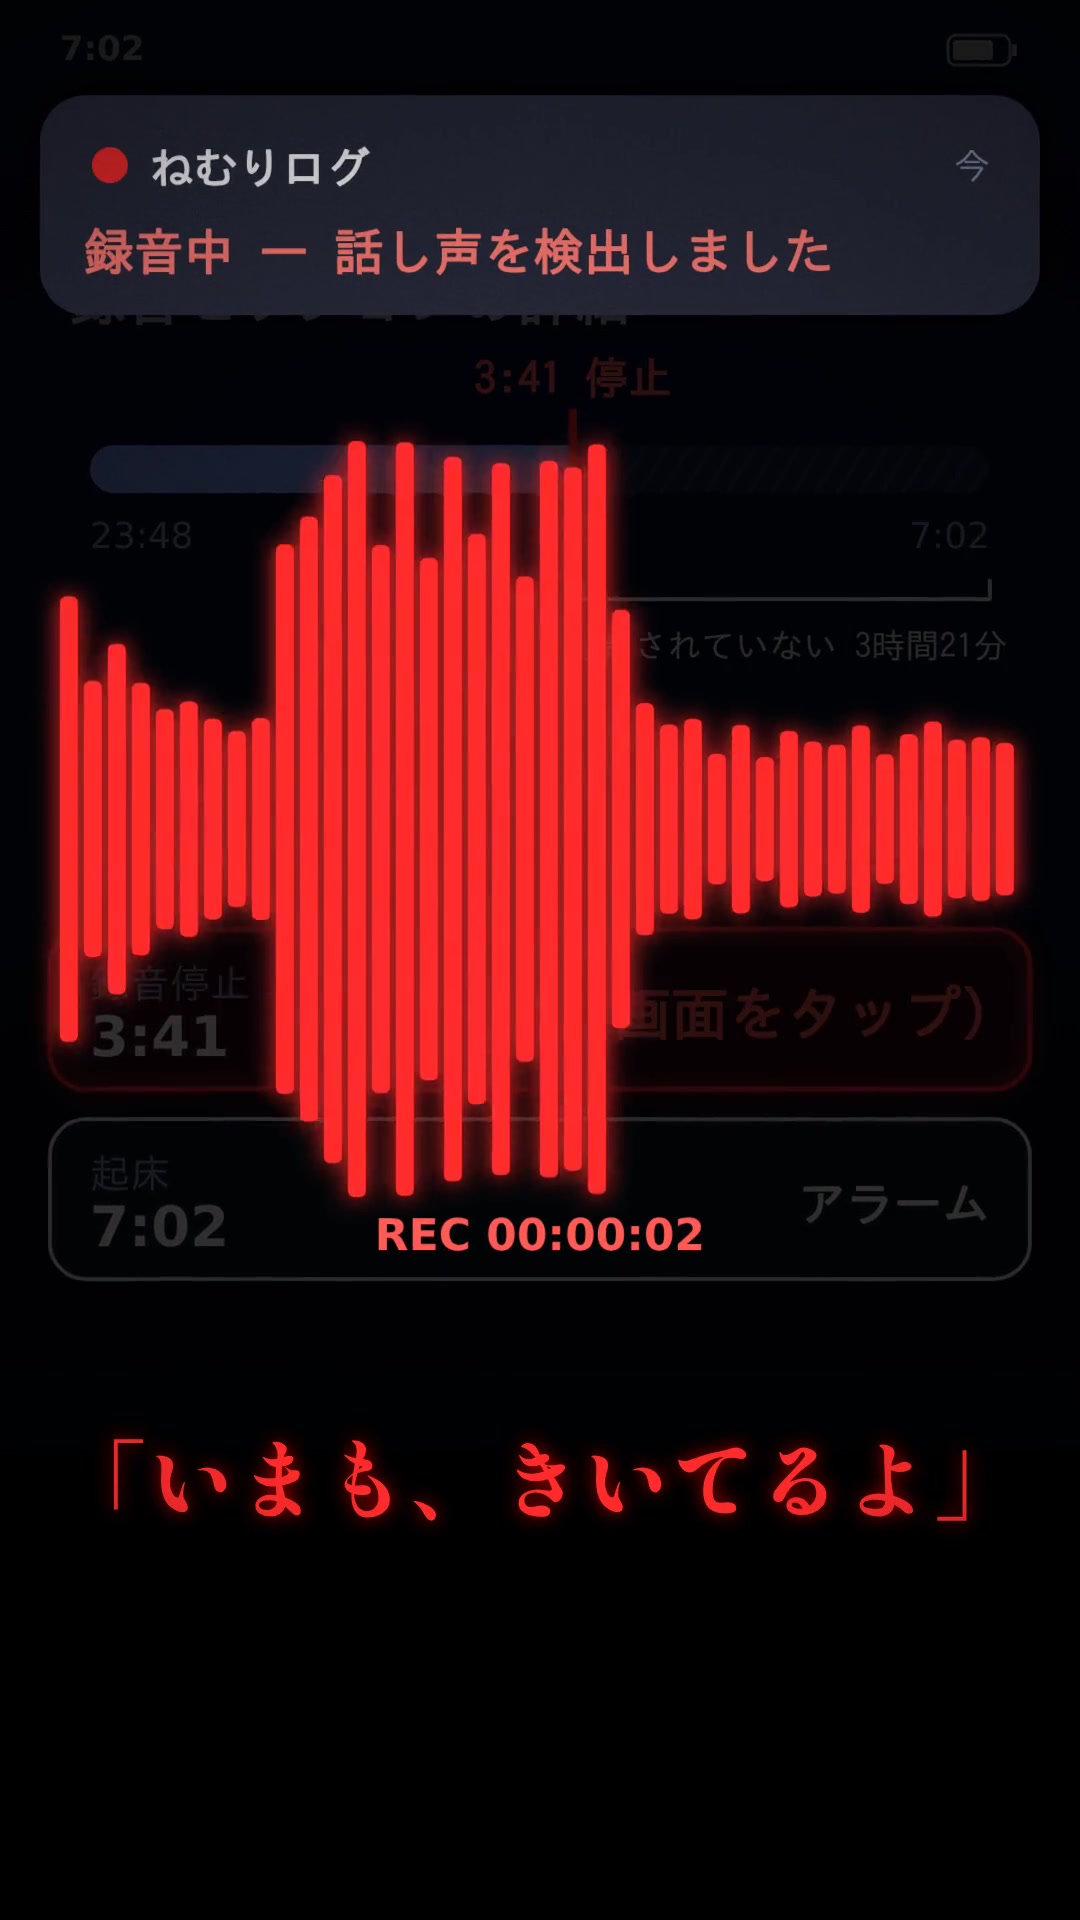 7:02
ねむりログ
今
録音中 ー 話し声を検出しました
3:41 停止
23:48
7:02
されていない 3時間21分
音停止
3:41
画面をタップ）
起床
7:02
アラーム
REC 00:00:02
「いまも、きいてるよ」